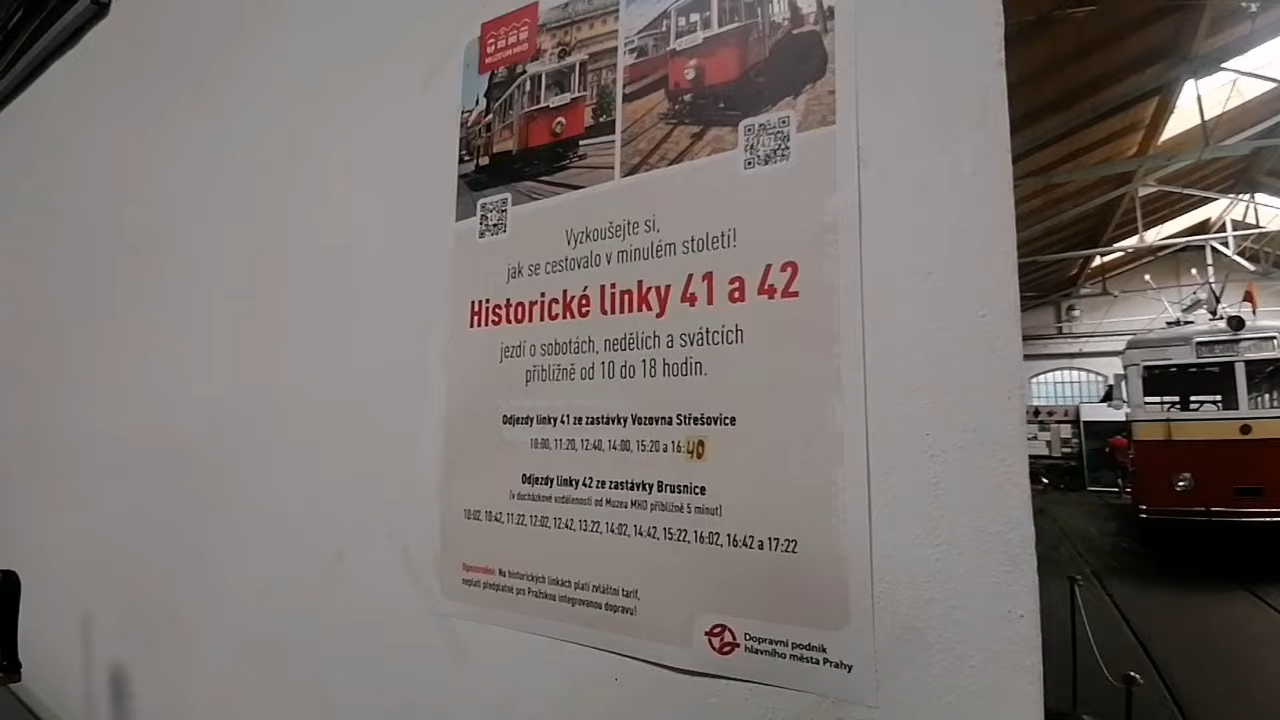 MUZEUM MHD
Vyzkoušejte si,
jak se cestovalo v minulém století!
Historické linky 41 a 42
jezdí o sobotách, nedělích a svátcích
přibližně od 10 do 18 hodin.
Odjezdy linky 41 ze zastávky Vozovna Střešovice
10:00, 11:20, 12:40, 14:00, 15:20 a 16:40
Odjezdy linky 42 ze zastávky Brusnice
(v docházkové vzdálenosti od Muzea MHD přibližně 5 minut)
10:02, 10:42, 11:22, 12:02, 12:42, 13:22, 14:02, 14:42, 15:22, 16:02, 16:42 a 17:22
Upozornění: Na historických linkách platí zvláštní tarif,
neplatí předplatné pro Pražskou integrovanou dopravu!
Dopravní podnik
hlavního města Prahy